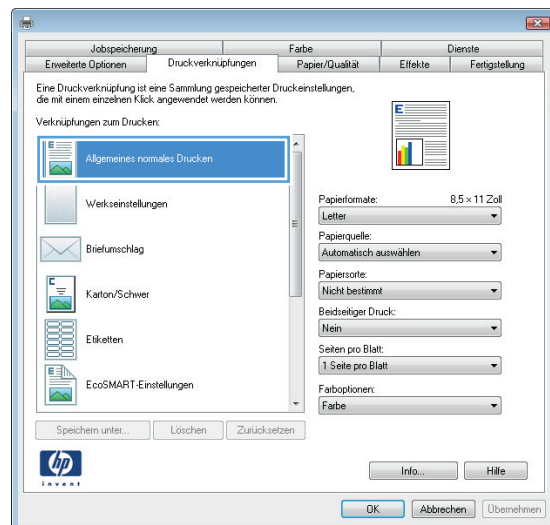 Jobspeicherung Farbe Dienste
Erweiterte Optionen Druckverknüpfungen Papier/Qualität Effekte Fertigstellung
Eine Druckverknüpfung ist eine Sammlung gespeicherter Druckeinstellungen,
die mit einem einzelnen Klick angewendet werden können.
Verknüpfungen zum Drucken:
Allgemeines normales Drucken
Werkseinstellungen
Briefumschlag
Karton/Schwer
Etiketten
EcoSMART-Einstellungen
Speichern unter... Löschen Zurücksetzen
E
Papierformate: 8,5 × 11 Zoll
Letter
Papierquelle:
Automatisch auswählen
Papiersorte:
Nicht bestimmt
Beidseitiger Druck:
Nein
Seiten pro Blatt:
1 Seite pro Blatt
Farboptionen:
Farbe
hp
invent
Info... Hilfe
OK Abbrechen Übernehmen